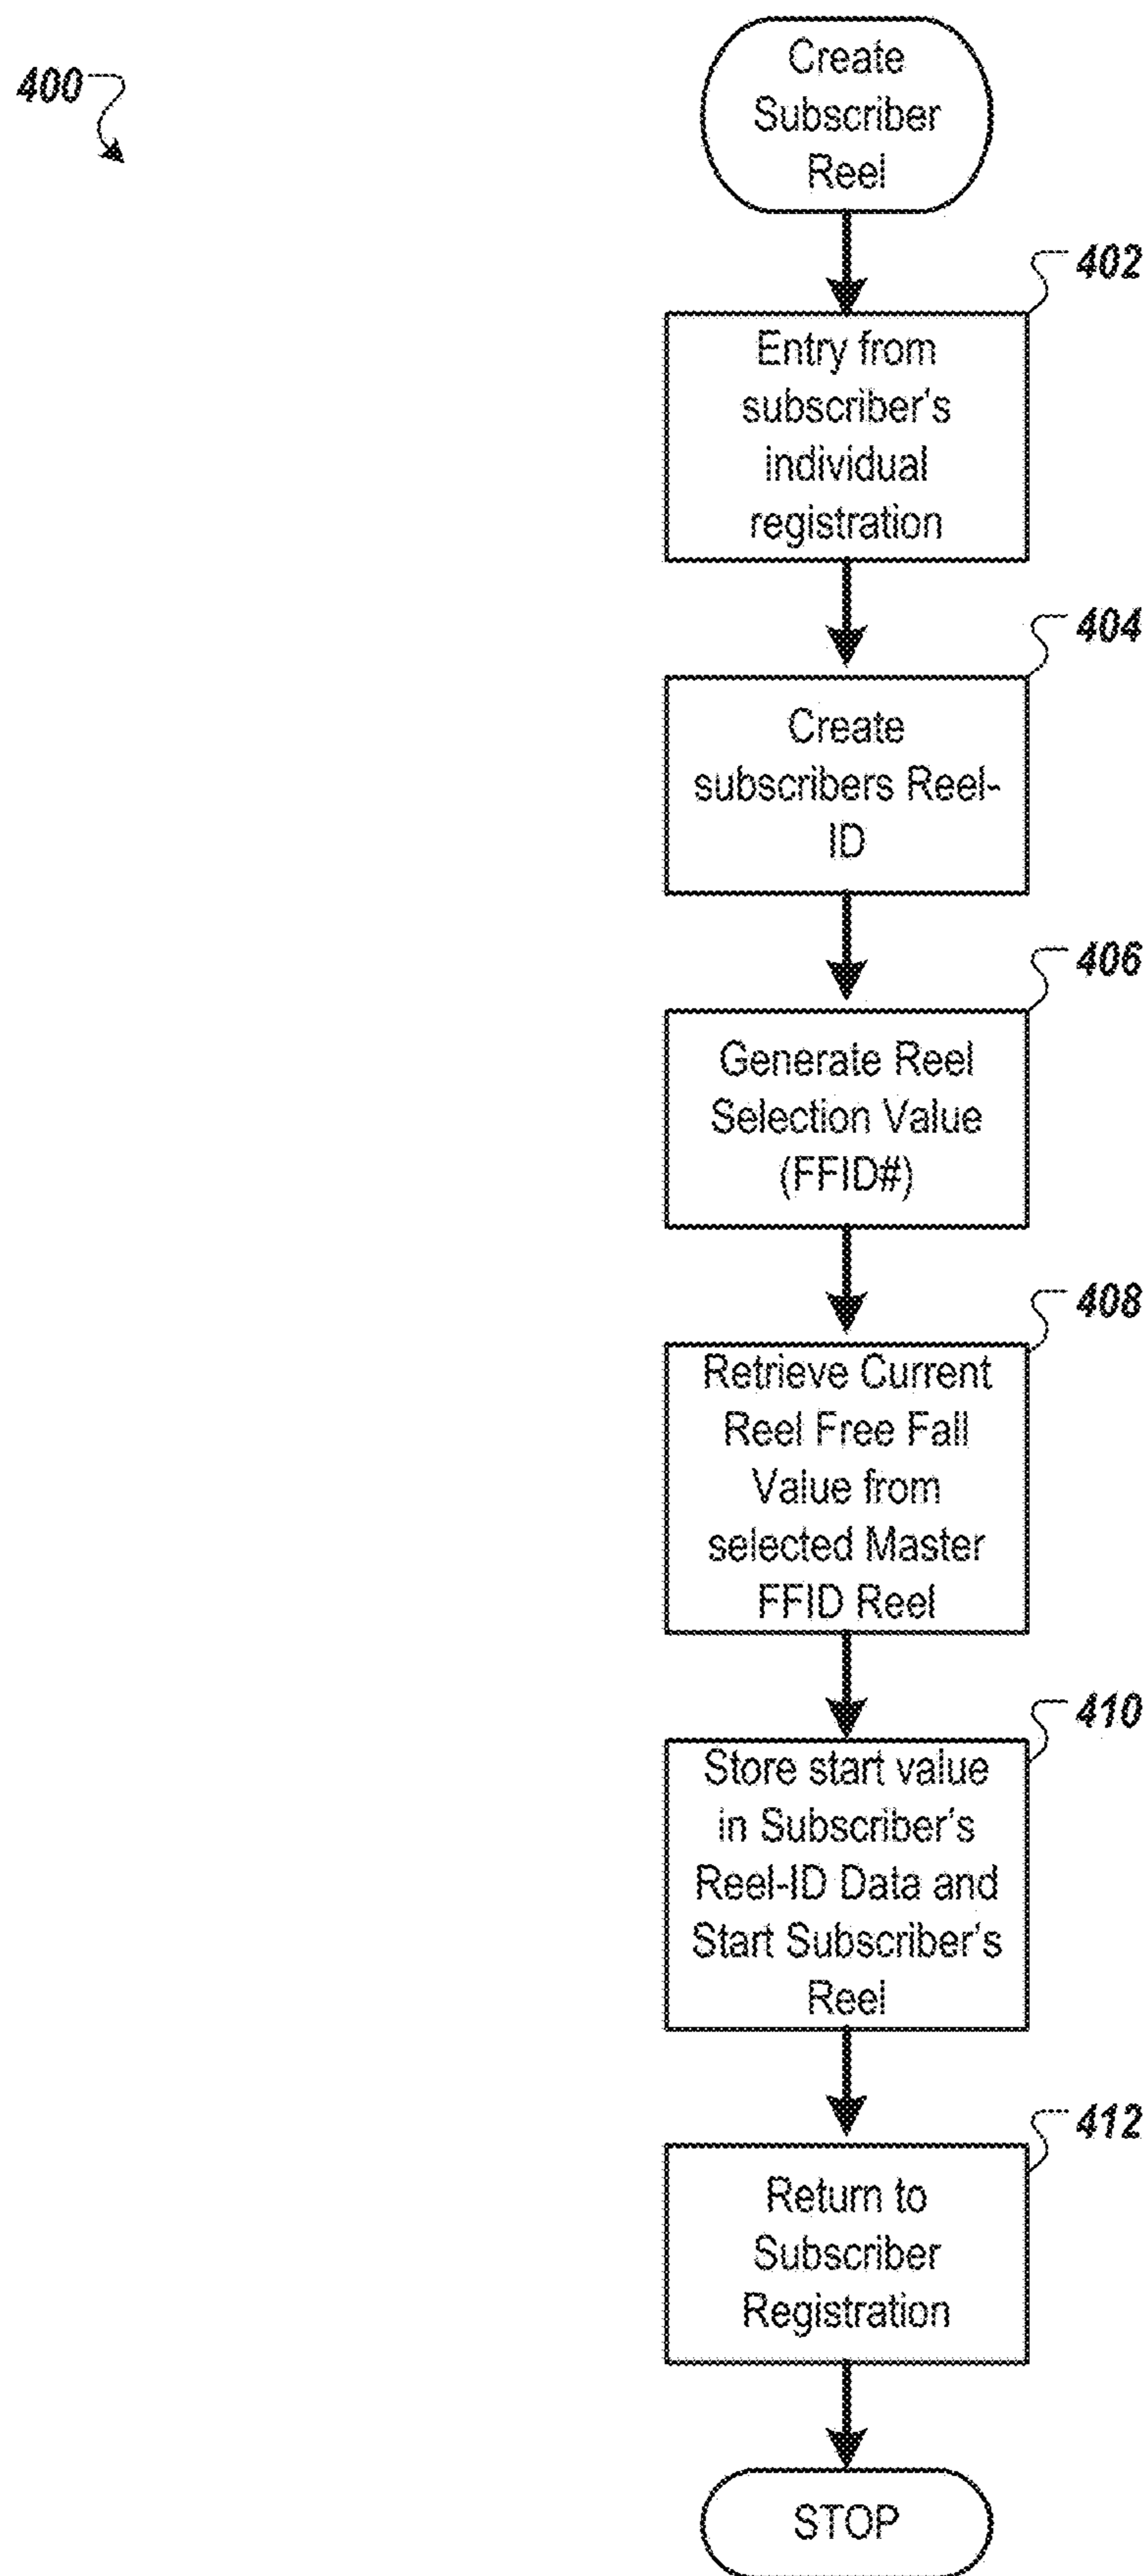 400
Create
Subscriber
Reel
402
Entry from
subscriber's
individual
registration
404
Create
subscribers Reel-
ID
406
Generate Reel
Selection Value
(FFID#)
408
Retrieve Current
Reel Free Fall
Value from
selected Master
FFID Reel
410
Store start value
in Subscriber's
Reel-ID Data and
Start Subscriber's
Reel
412
Return to
Subscriber
Registration
STOP